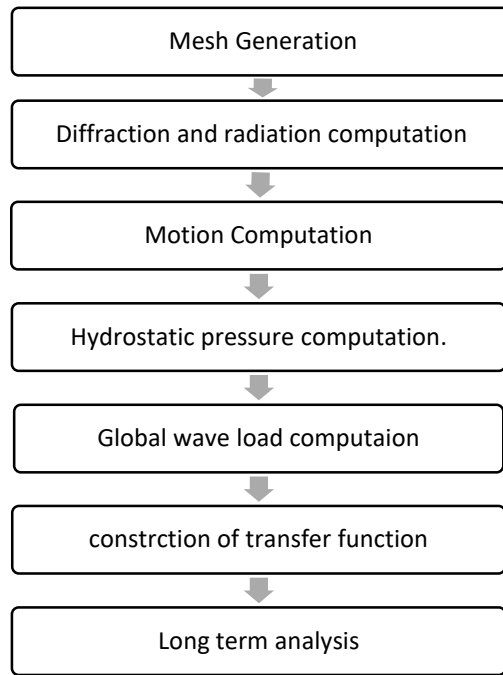 Mesh Generation
Diffraction and radiation computation
Motion Computation
Hydrostatic pressure computation.
Global wave load computaion
constrction of transfer function
Long term analysis